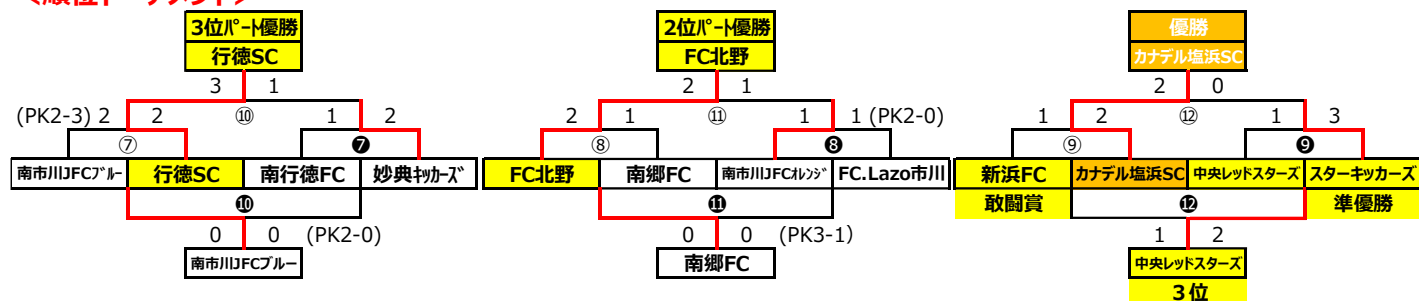 3位パート優勝 2位パート優勝 優勝
行徳SC FC北野 カナデル塩浜SC
3 1 2 1 2 0
(PK2-3) 2 2 ⑩ 1 2 2 1 ⑪ 1 1 (PK2-0) 1 2 ⑫ 1 3
⑦ ❼ ⑧ ❽ ⑨ ❾
南市川JFCブルー 行徳SC 南行徳FC 妙典キッカーズ FC北野 南郷FC 南市川JFCオレンジ FC.Lazo市川 新浜FC カナデル塩浜SC 中央レッドスターズ スターキッカーズ
❿ ⓫ 敢闘賞 ⓬ 準優勝
0 0 (PK2-0) 0 0 (PK3-1) 1 2
南市川JFCブルー 南郷FC 中央レッドスターズ
3位